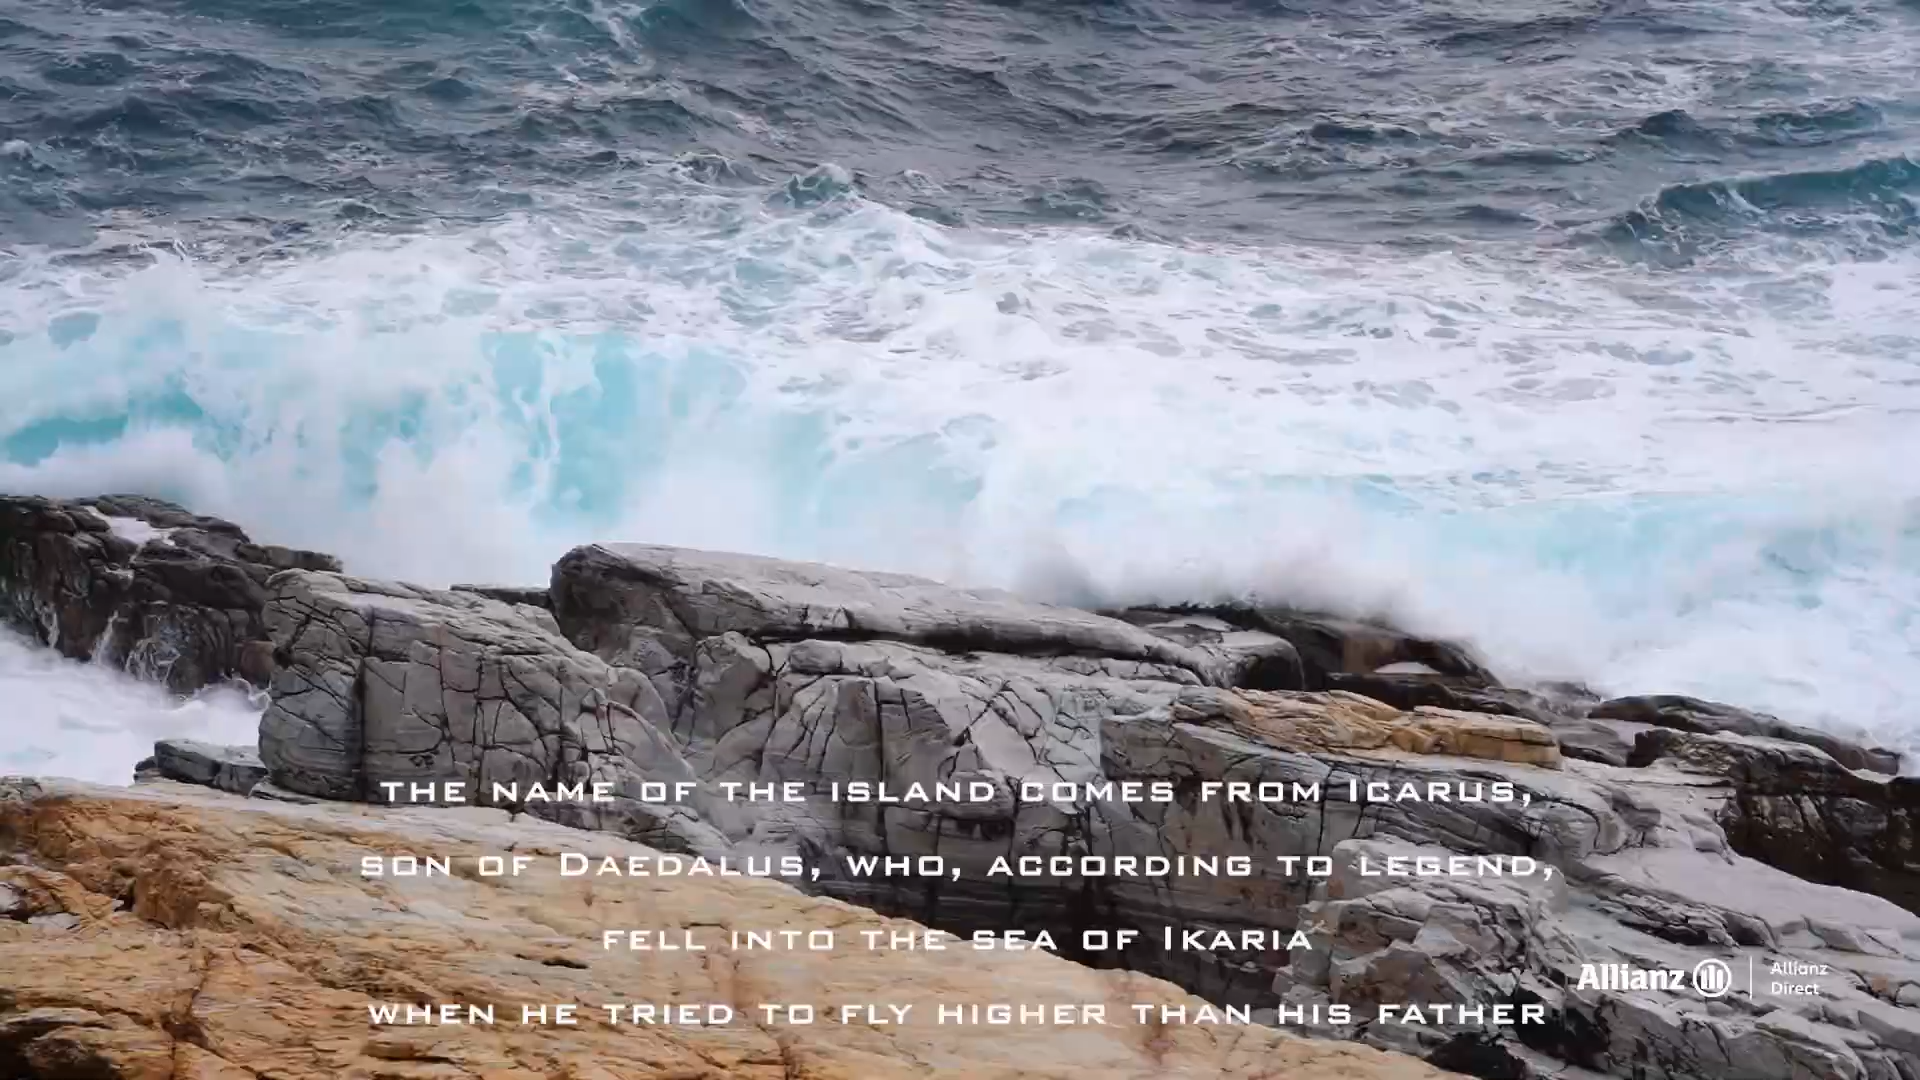 THE NAME OF THE ISLAND COMES FROM ICARUS,
SON OF DAEDALUS, WHO, ACCORDING TO LEGEND,
FELL INTO THE SEA OF IKARIA
WHEN HE TRIED TO FLY HIGHER THAN HIS FATHER
Allianz
Allianz
Direct